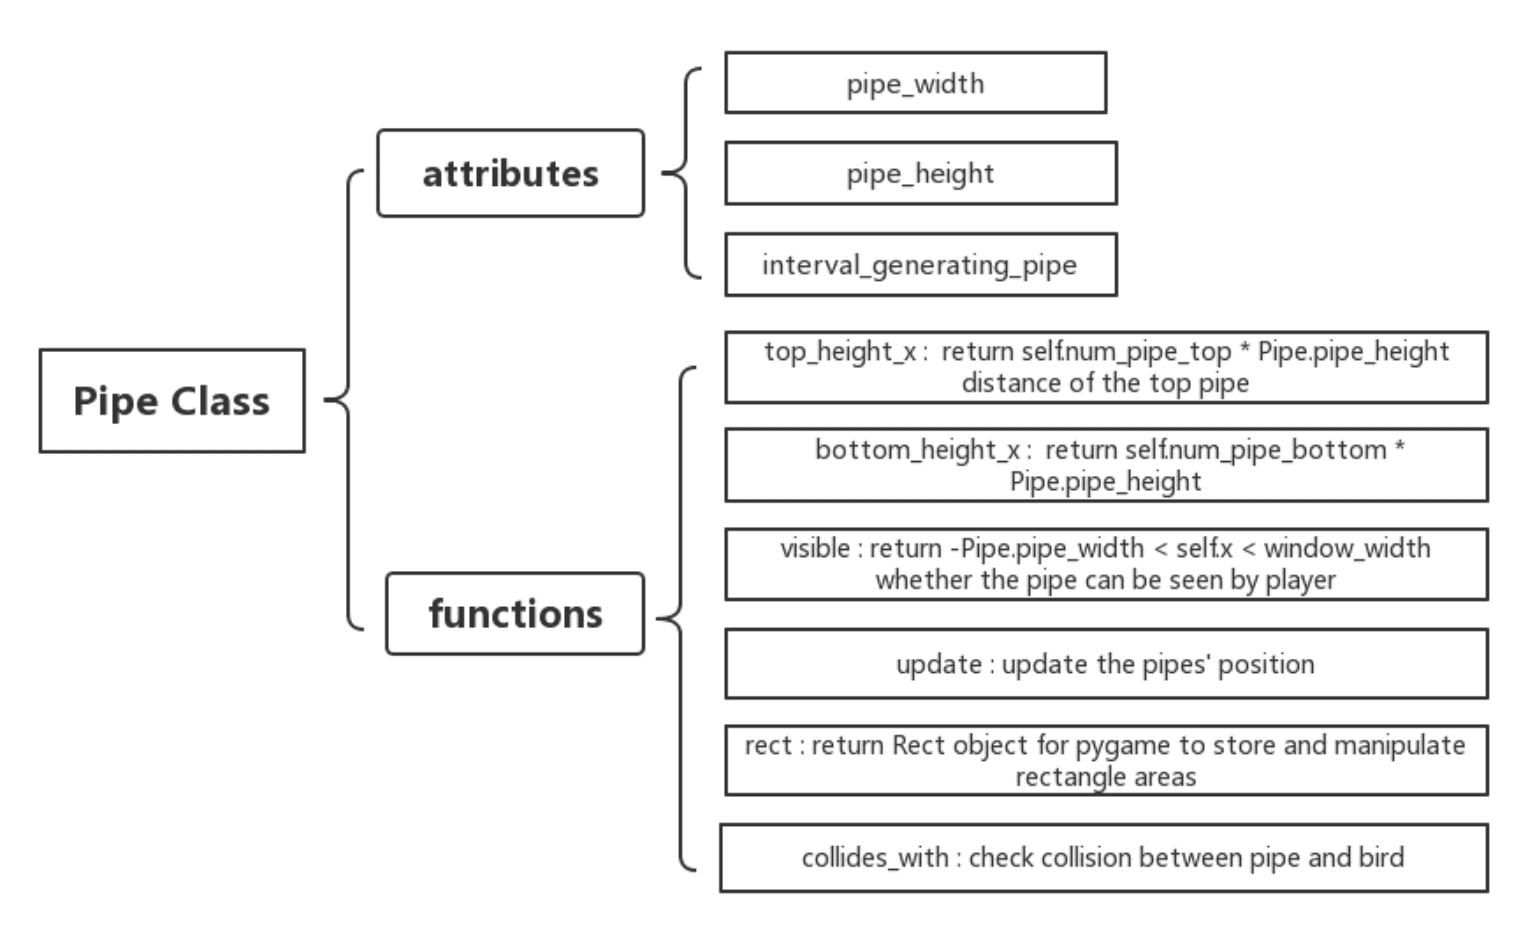 Pipe Class
attributes
pipe_width
pipe_height
interval_generating_pipe
functions
top_height_x :  return self.num_pipe_top * Pipe.pipe_height
distance of the top pipe
bottom_height_x :  return self.num_pipe_bottom *
Pipe.pipe_height
visible : return -Pipe.pipe_width < self.x < window_width
whether the pipe can be seen by player
update : update the pipes' position
rect : return Rect object for pygame to store and manipulate
rectangle areas
collides_with : check collision between pipe and bird